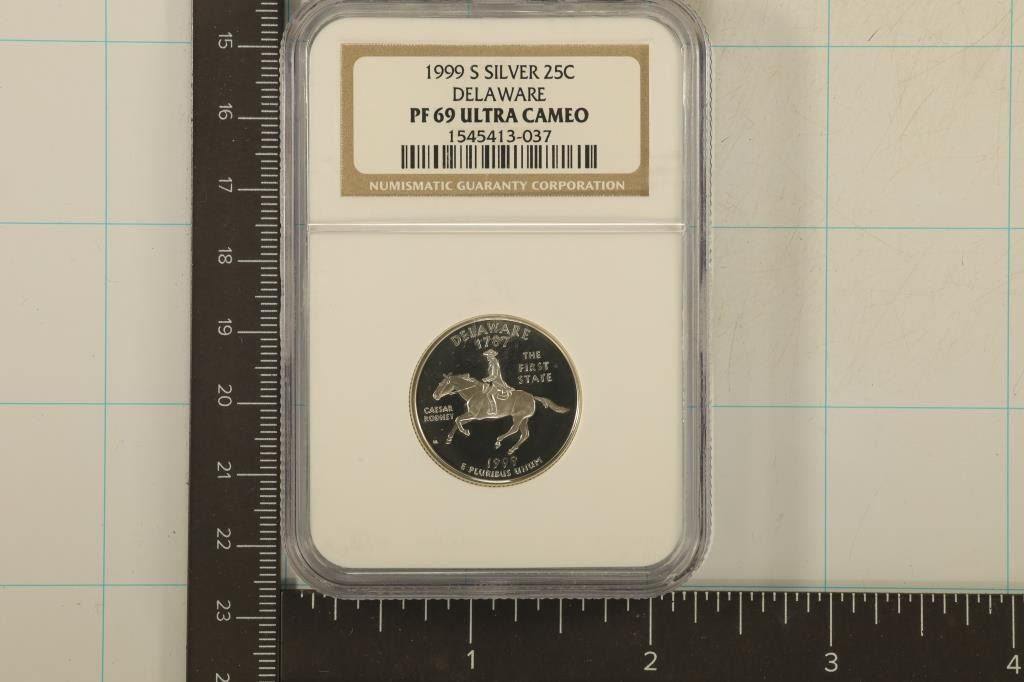 1999 S SILVER 25C
DELAWARE
PF 69 ULTRA CAMEO
1545413-037
NUMISMATIC GUARANTY CORPORATION
DELAWARE
1787
THE
FIRST
STATE
CAESAR
RODNEY
1999
E PLURIBUS UNUM
15
16
17
18
19
20
21
22
23
1 2 3 4